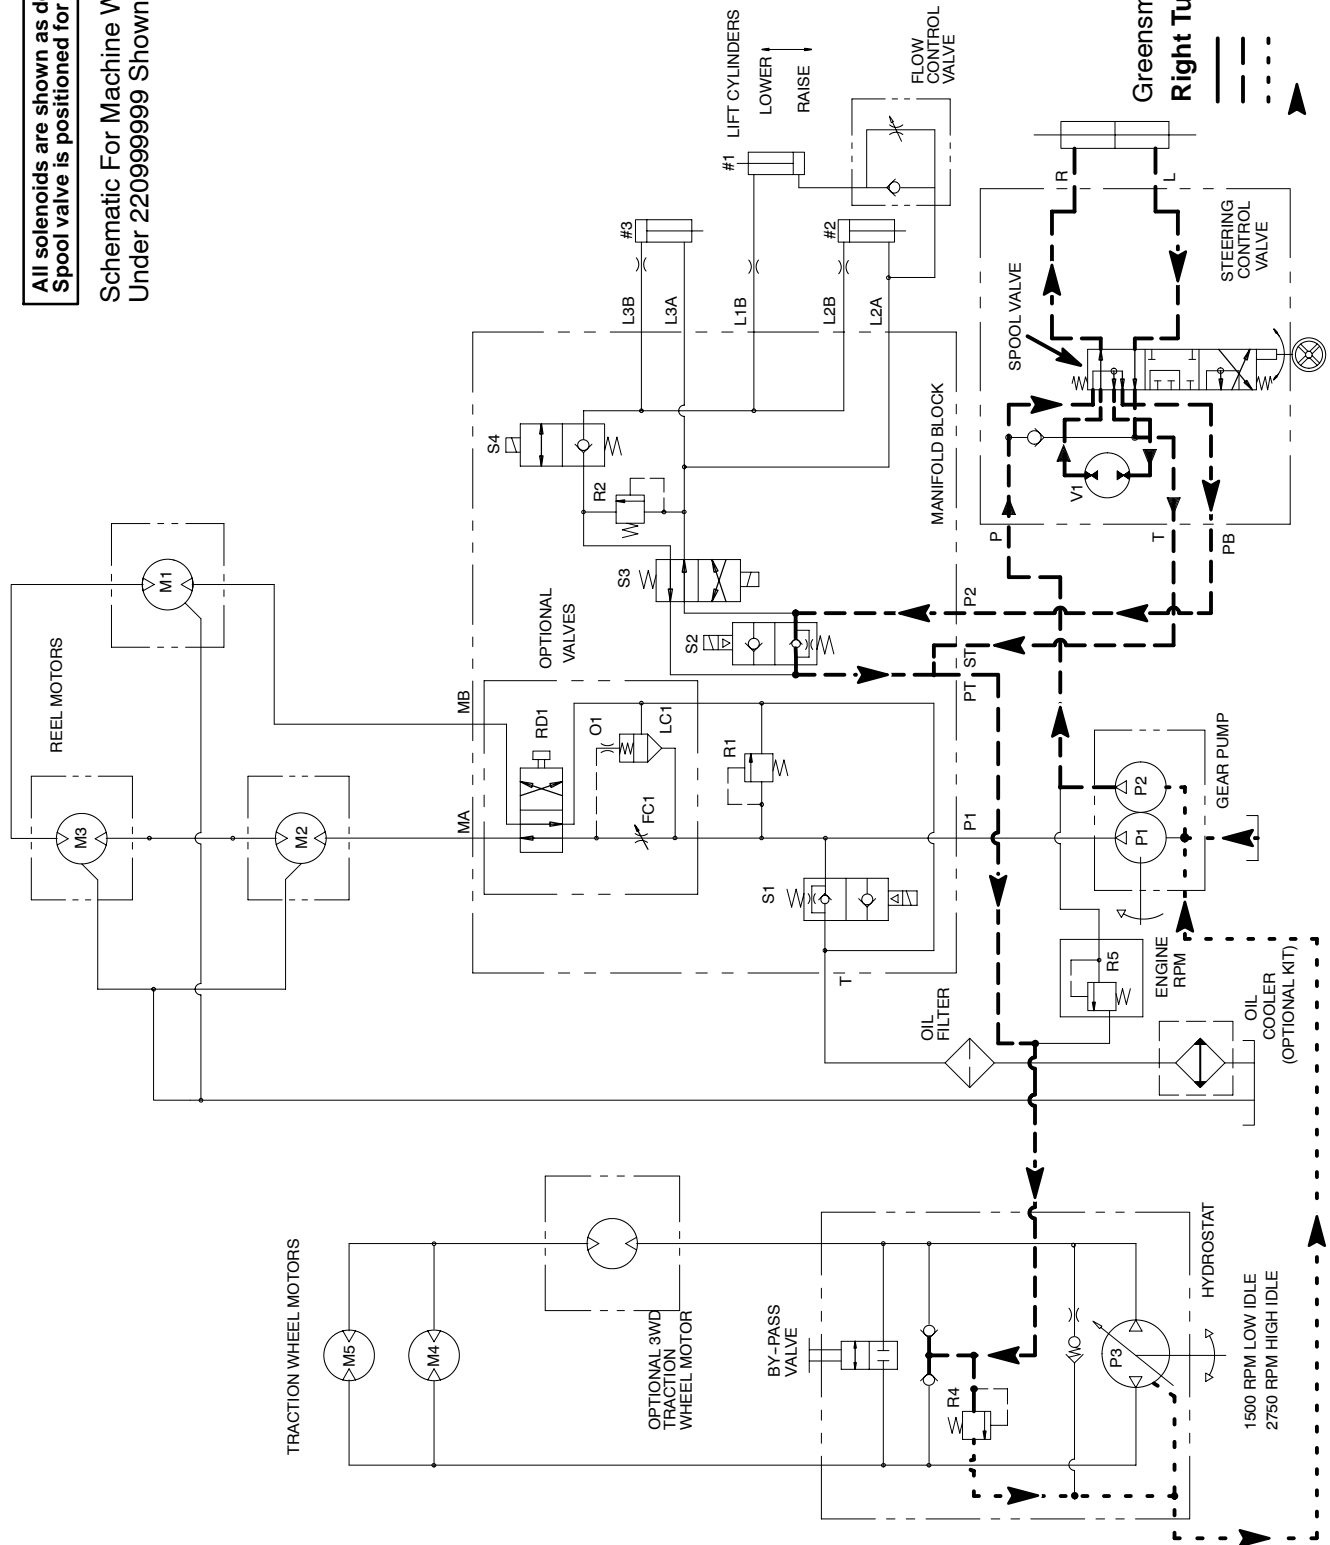 All solenoids are shown as
Spool valve is positioned for
Schematic For Machine
Under 220999999 Shown
LIFT CYLINDERS
LOWER
RAISE
FLOW
CONTROL
VALVE
Greensm
Right Tu
#1
#2
#3
R
L
STEERING
CONTROL
VALVE
SPOOL VALVE
L3B
L3A
L1B
L2B
L2A
MANIFOLD BLOCK
S4
R2
S3
S2
V1
P
T
PB
P2
ST
PT
REEL MOTORS
M1
M2
M3
OPTIONAL
VALVES
MB
MA
RD1
O1
LC1
FC1
R1
S1
P1
T
GEAR PUMP
P2
P1
ENGINE
RPM
R5
OIL
FILTER
OIL
COOLER
(OPTIONAL KIT)
TRACTION WHEEL MOTORS
M5
M4
OPTIONAL 3WD
TRACTION
WHEEL MOTOR
BY-PASS
VALVE
R4
P3
HYDROSTAT
1500 RPM LOW IDLE
2750 RPM HIGH IDLE